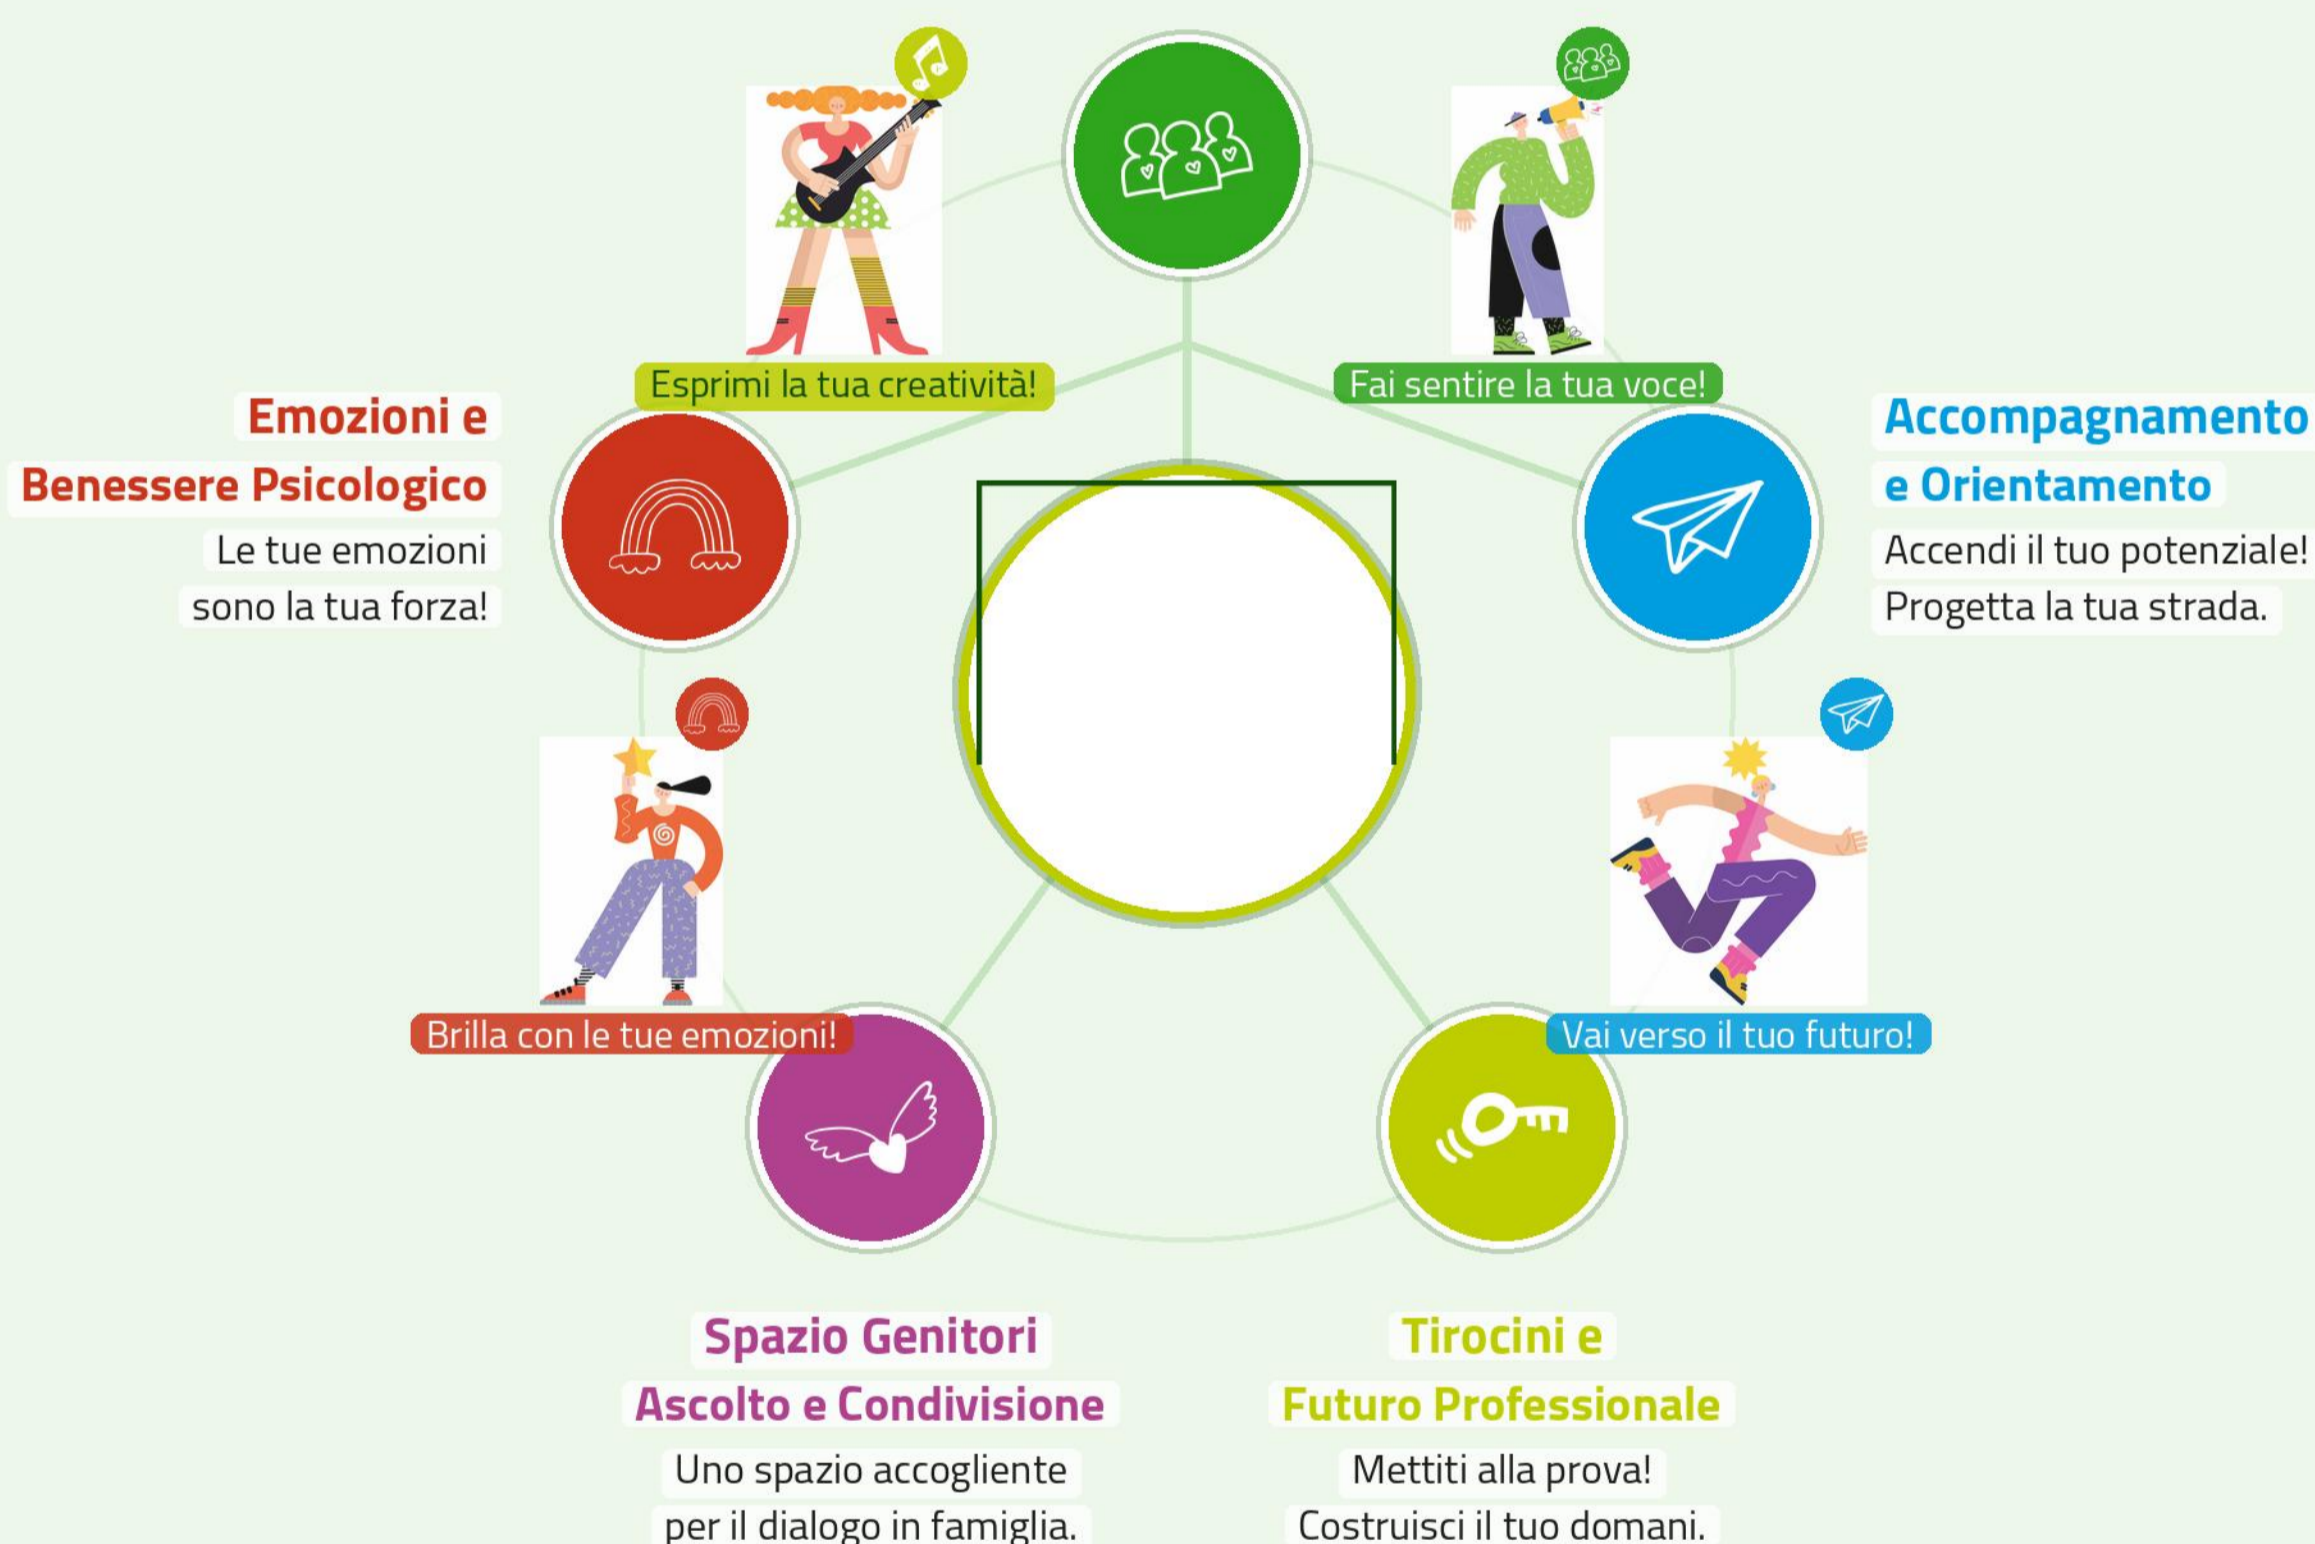 Esprimi la tua creatività!
Fai sentire la tua voce!
Emozioni e
Benessere Psicologico
Le tue emozioni
sono la tua forza!
Accompagnamento
e Orientamento
Accendi il tuo potenziale!
Progetta la tua strada.
Brilla con le tue emozioni!
Vai verso il tuo futuro!
Spazio Genitori
Ascolto e Condivisione
Uno spazio accogliente
per il dialogo in famiglia.
Tirocini e
Futuro Professionale
Mettiti alla prova!
Costruisci il tuo domani.